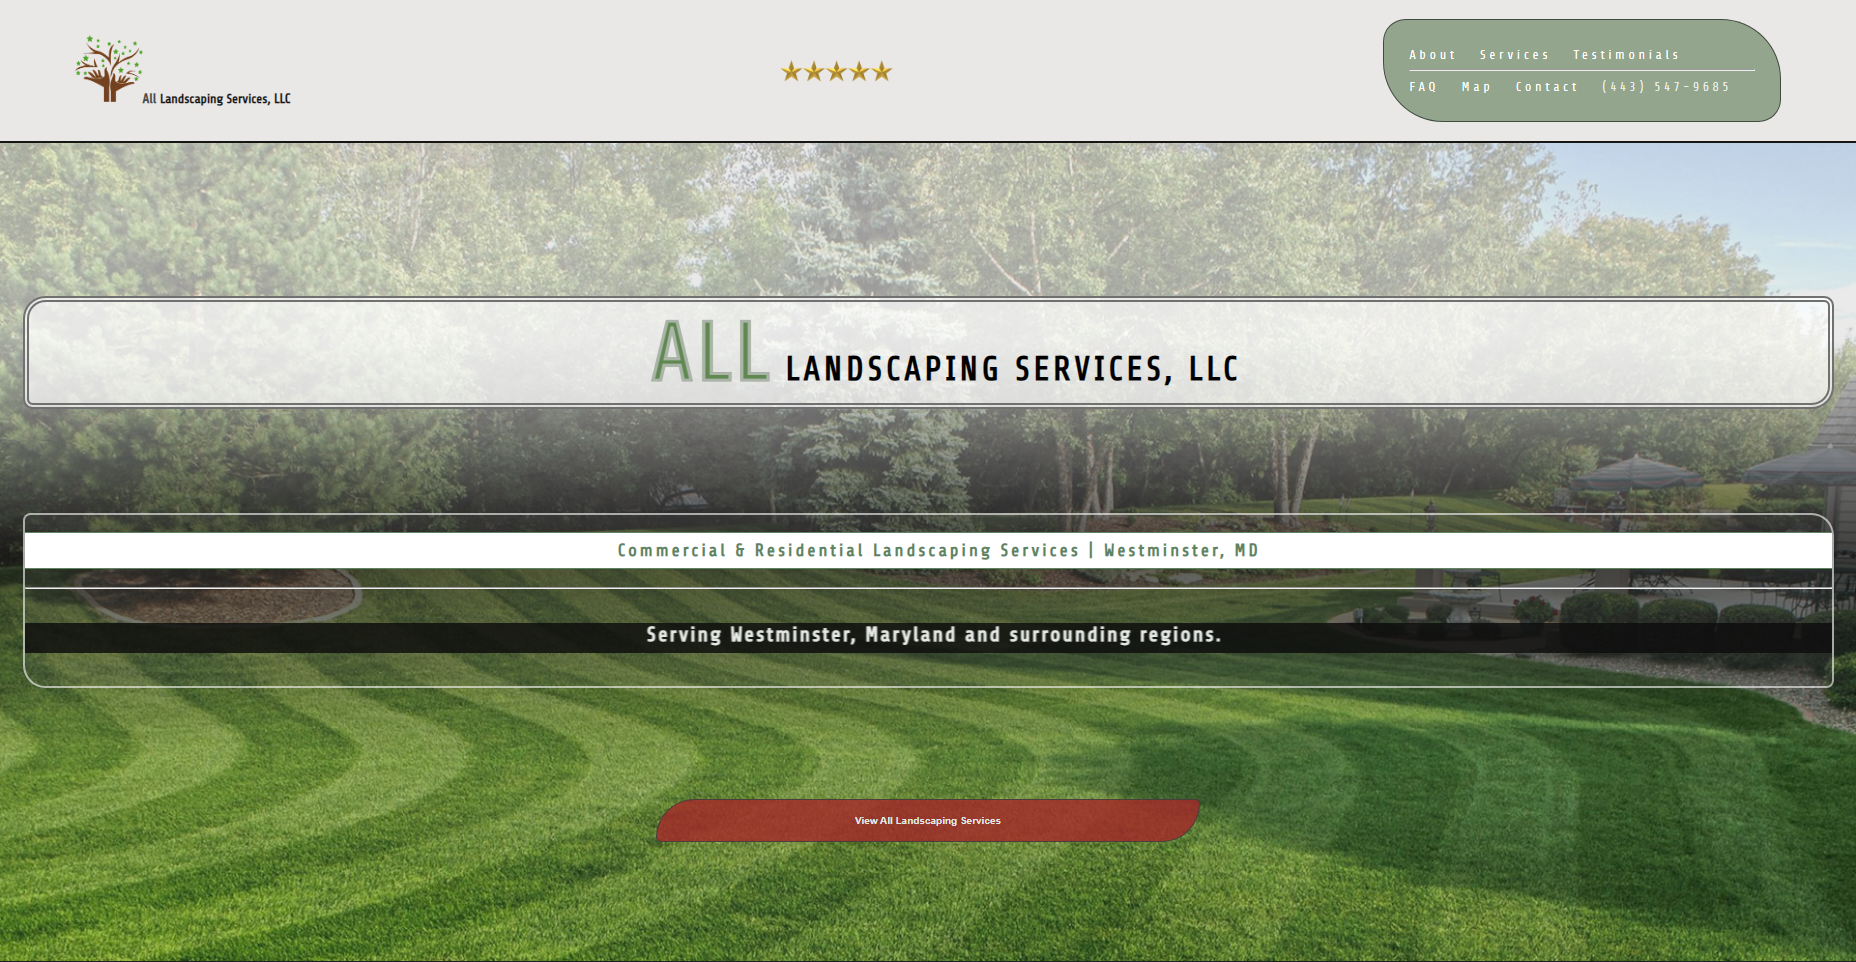 All Landscaping Services, LLC
About Services Testimonials
FAQ Map Contact (443) 547-9685
ALL LANDSCAPING SERVICES, LLC
Commercial & Residential Landscaping Services | Westminster, MD
Serving Westminster, Maryland and surrounding regions.
View All Landscaping Services